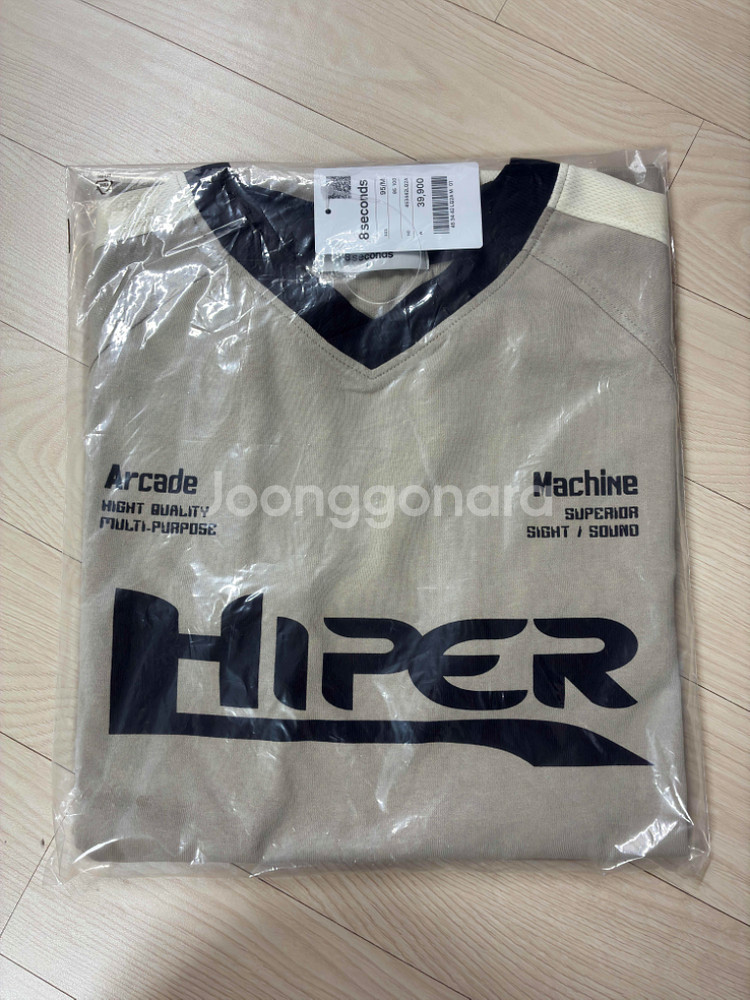 8seconds
95/M
39,900
8seconds
Arcade
HIGHT QUALITY
MULTI-PURPOSE
Machine
SUPERIOR
SIGHT / SOUND
Joonggonara
HIPER